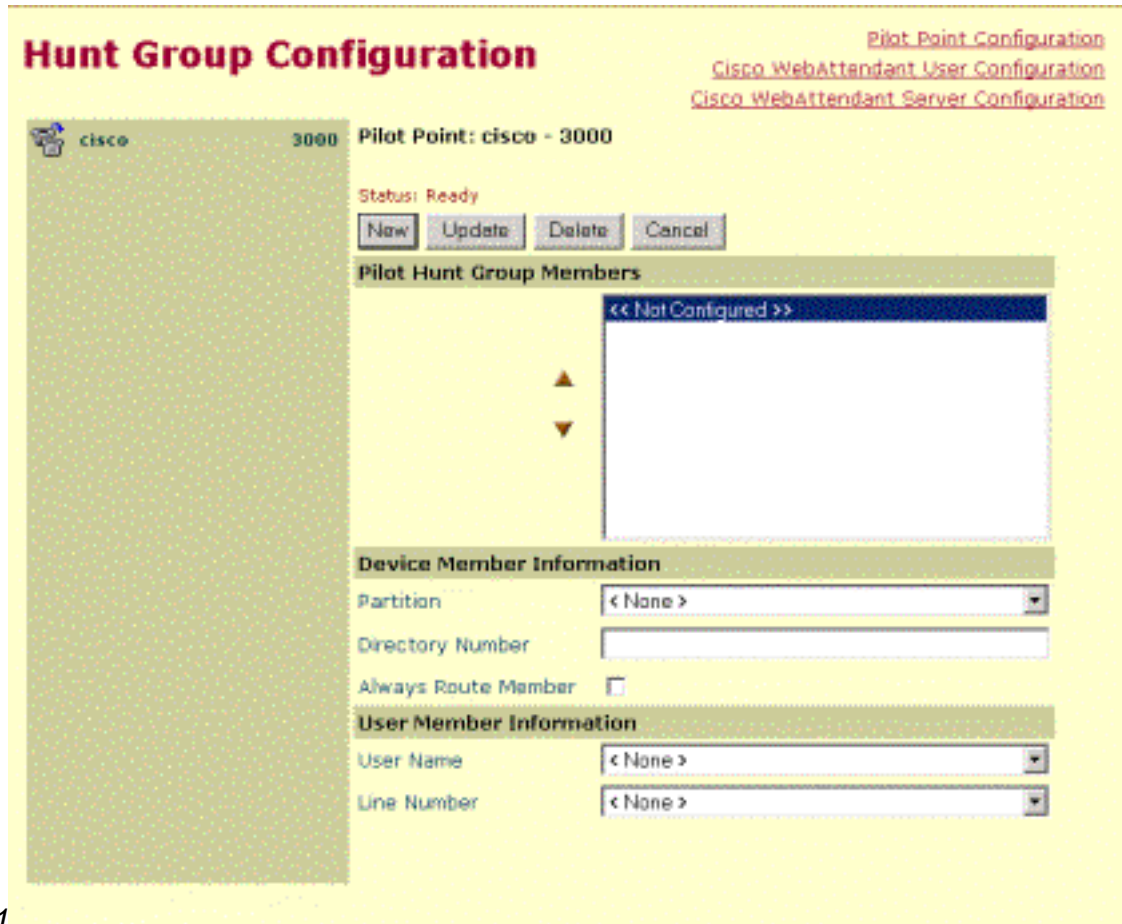 Hunt Group Configuration
Pilot Point Configuration
Cisco WebAttendant User Configuration
Cisco WebAttendant Server Configuration
cisco 3000
Pilot Point: cisco - 3000
Status: Ready
New Update Delete Cancel
Pilot Hunt Group Members
<< Not Configured >>
Device Member Information
Partition < None >
Directory Number
Always Route Member
User Member Information
User Name < None >
Line Number < None >
1